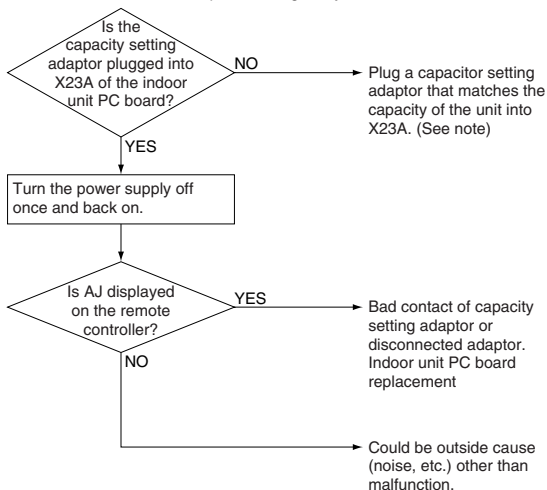 Is the
capacity setting
adaptor plugged into
X23A of the indoor
unit PC board?
NO
Plug a capacitor setting
adaptor that matches the
capacity of the unit into
X23A. (See note)
YES
Turn the power supply off
once and back on.
Is AJ displayed
on the remote
controller?
YES
Bad contact of capacity
setting adaptor or
disconnected adaptor.
Indoor unit PC board
replacement
NO
Could be outside cause
(noise, etc.) other than
malfunction.